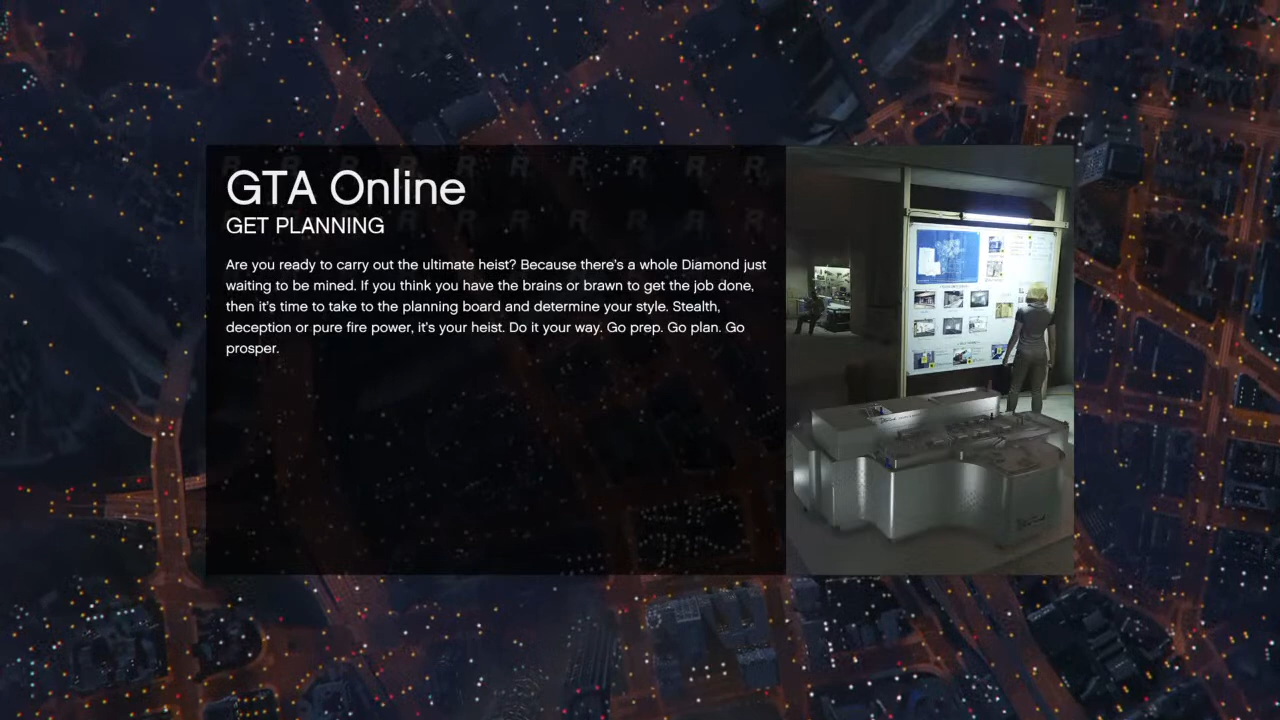 GTA Online
GET PLANNING
Are you ready to carry out the ultimate heist? Because there's a whole Diamond just
waiting to be mined. If you think you have the brains or brawn to get the job done,
then it's time to take to the planning board and determine your style. Stealth,
deception or pure fire power, it's your heist. Do it your way. Go prep. Go plan. Go
prosper.